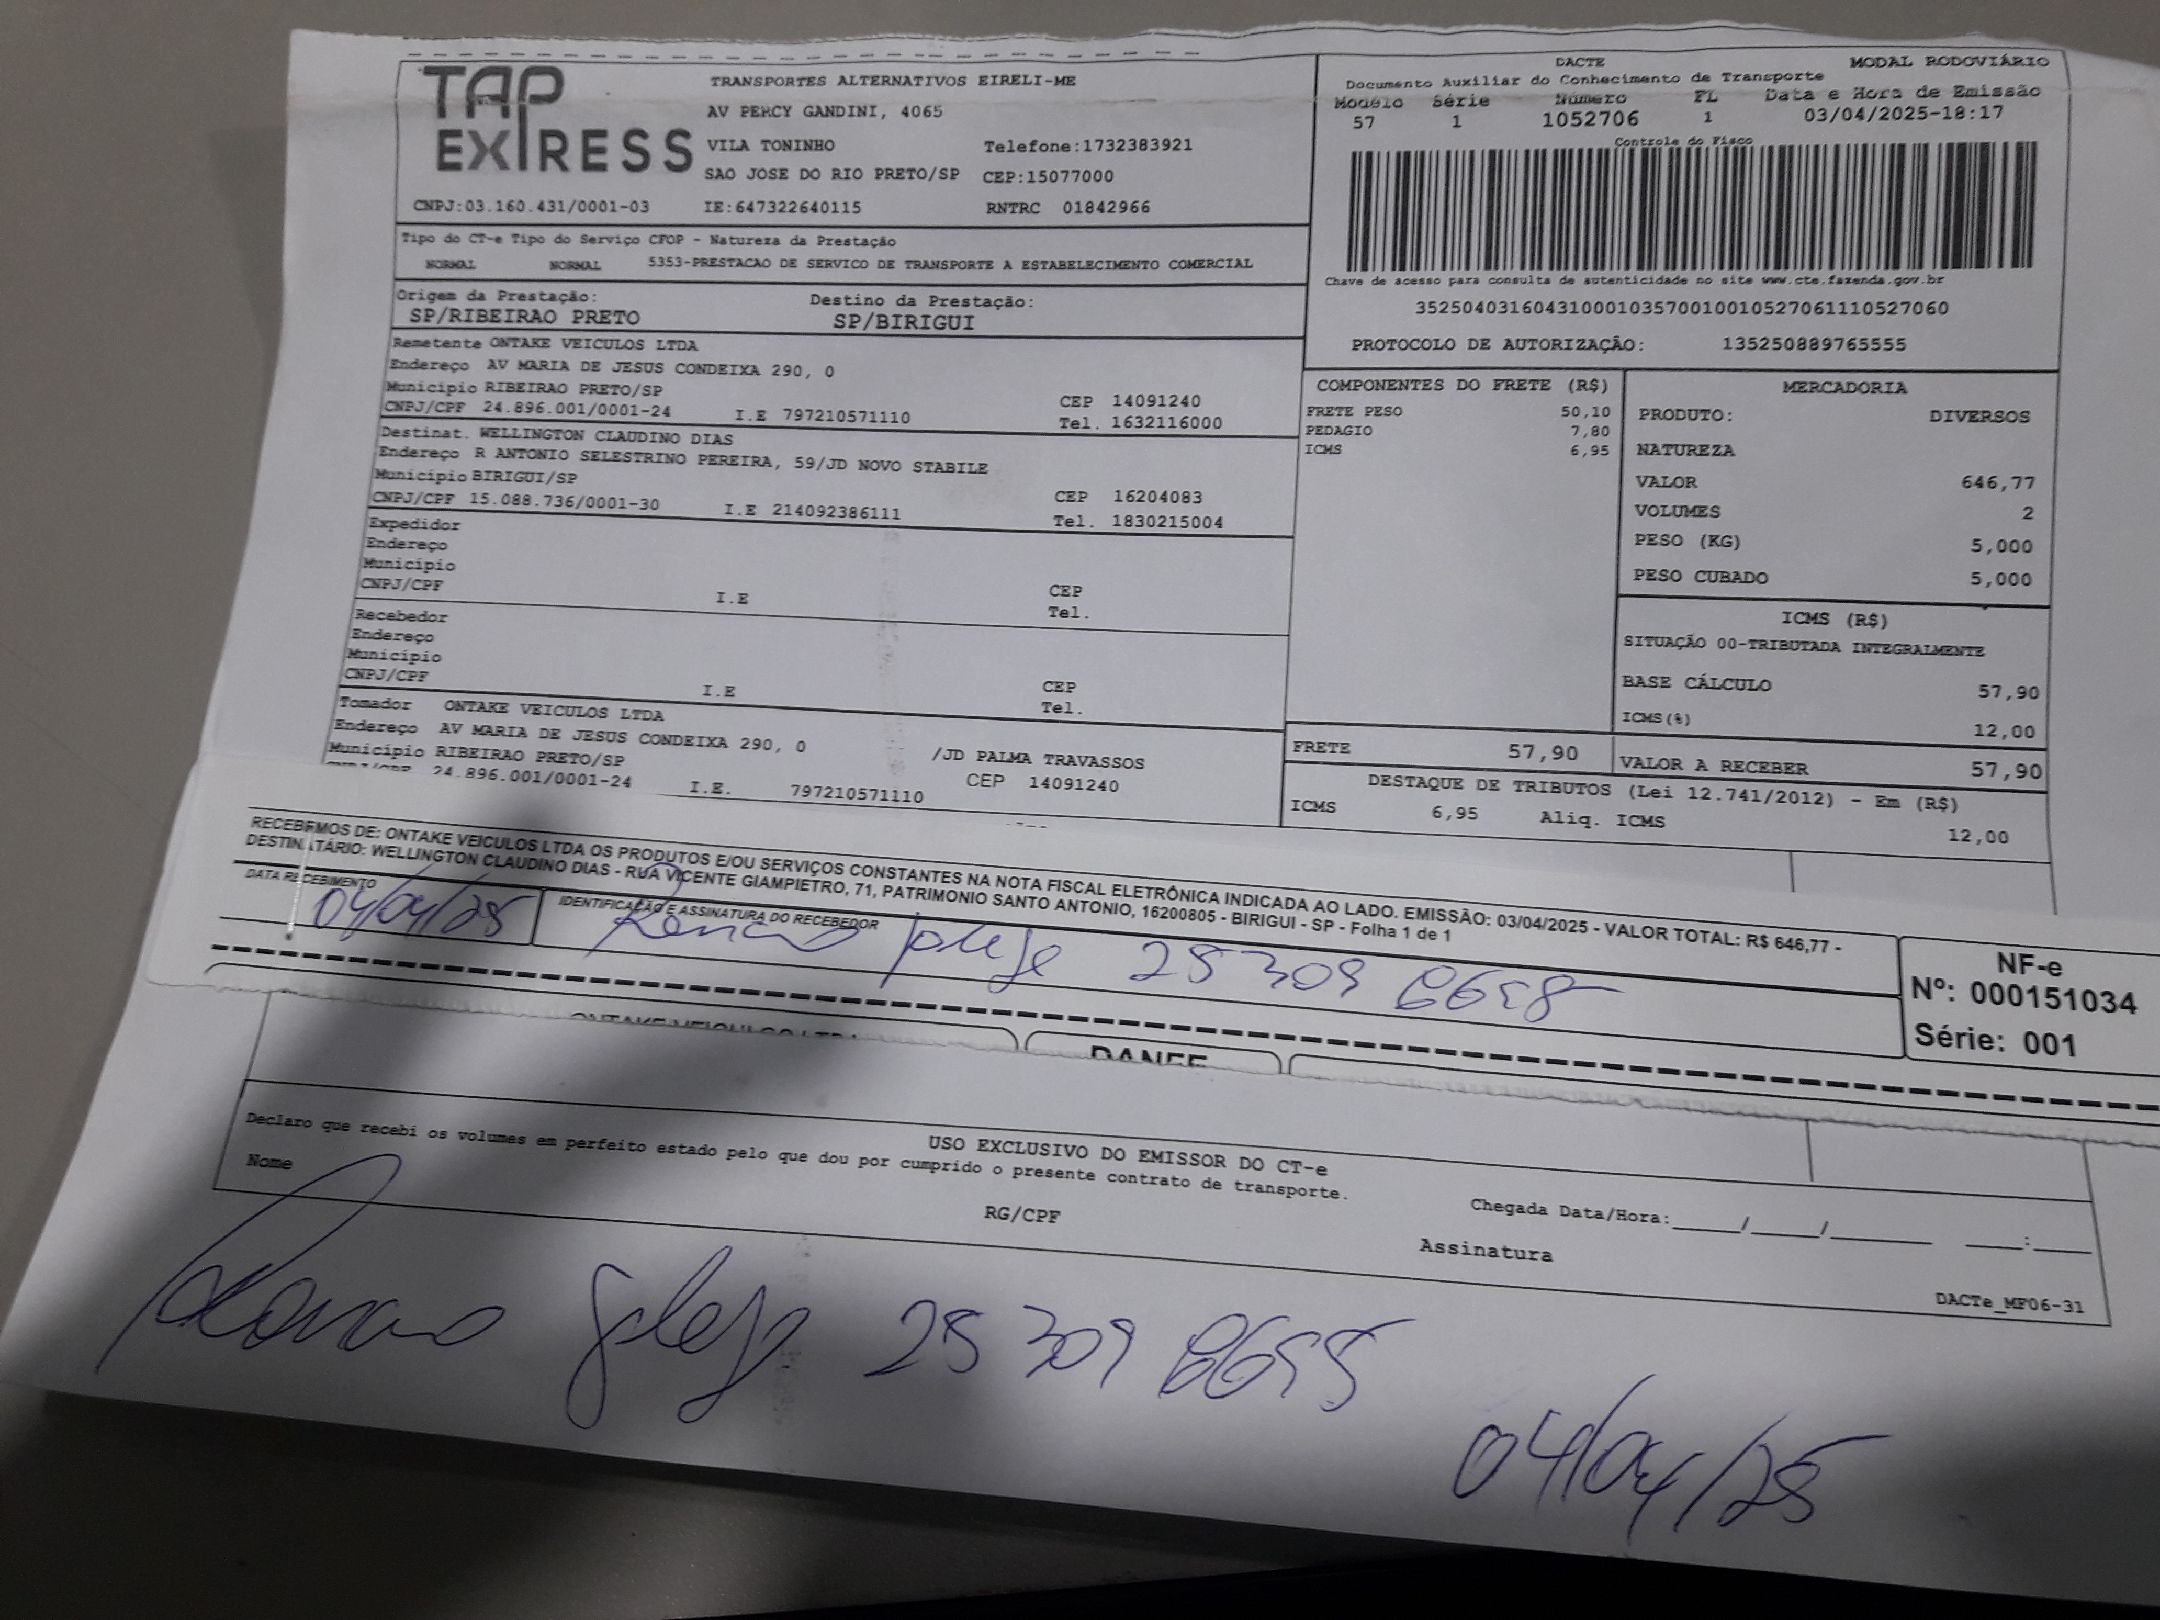 TAP EXPRESS
TRANSPORTES ALTERNATIVOS EIRELI-ME
AV PERCY GANDINI, 4065
VILA TONINHO Telefone:1732383921
SAO JOSE DO RIO PRETO/SP CEP:15077000
CNPJ:03.160.431/0001-03 IE:647322640115 RNTRC 01842966
DACTE MODAL RODOVIÁRIO
Documento Auxiliar do Conhecimento de Transporte
Modelo Série Número FL Data e Hora de Emissão
57 1 1052706 1 03/04/2025-18:17
Controle do Fisco
Chave de acesso para consulta de autenticidade no site www.cte.fazenda.gov.br
35250403160431000103570010010527061110527060
PROTOCOLO DE AUTORIZAÇÃO: 135250889765555
Tipo do CT-e Tipo do Serviço CFOP - Natureza da Prestação
NORMAL NORMAL 5353-PRESTACAO DE SERVICO DE TRANSPORTE A ESTABELECIMENTO COMERCIAL
Origem da Prestação: Destino da Prestação:
SP/RIBEIRAO PRETO SP/BIRIGUI
Remetente ONTAKE VEICULOS LTDA
Endereço AV MARIA DE JESUS CONDEIXA 290, 0
Município RIBEIRAO PRETO/SP CEP 14091240
CNPJ/CPF 24.896.001/0001-24 I.E 797210571110 Tel. 1632116000
Destinat. WELLINGTON CLAUDINO DIAS
Endereço R ANTONIO SELESTRINO PEREIRA, 59/JD NOVO STABILE
Município BIRIGUI/SP CEP 16204083
CNPJ/CPF 15.088.736/0001-30 I.E 214092386111 Tel. 1830215004
Expedidor
Endereço
Município
CNPJ/CPF I.E CEP
Tel.
Recebedor
Endereço
Município
CNPJ/CPF I.E CEP
Tel.
Tomador ONTAKE VEICULOS LTDA
Endereço AV MARIA DE JESUS CONDEIXA 290, 0 /JD PALMA TRAVASSOS
Município RIBEIRAO PRETO/SP CEP 14091240
CNPJ/CPF 24.896.001/0001-24 I.E. 797210571110
COMPONENTES DO FRETE (R$)
FRETE PESO 50,10
PEDAGIO 7,80
ICMS 6,95
MERCADORIA
PRODUTO: DIVERSOS
NATUREZA
VALOR 646,77
VOLUMES 2
PESO (KG) 5,000
PESO CUBADO 5,000
ICMS (R$)
SITUAÇÃO 00-TRIBUTADA INTEGRALMENTE
BASE CÁLCULO 57,90
ICMS(%) 12,00
FRETE 57,90 VALOR A RECEBER 57,90
DESTAQUE DE TRIBUTOS (Lei 12.741/2012) - Em (R$)
ICMS 6,95 Aliq. ICMS 12,00
RECEBEMOS DE: ONTAKE VEICULOS LTDA OS PRODUTOS E/OU SERVIÇOS CONSTANTES NA NOTA FISCAL ELETRÔNICA INDICADA AO LADO. EMISSÃO: 03/04/2025 - VALOR TOTAL: R$ 646,77 -
DESTINATÁRIO: WELLINGTON CLAUDINO DIAS - RUA VICENTE GIAMPIETRO, 71, PATRIMONIO SANTO ANTONIO, 16200805 - BIRIGUI - SP - Folha 1 de 1
DATA RECEBIMENTO IDENTIFICAÇÃO E ASSINATURA DO RECEBEDOR
04/04/25
NF-e
Nº: 000151034
Série: 001
ONTAKE VEICULOS LTDA DANFE
USO EXCLUSIVO DO EMISSOR DO CT-e
Declaro que recebi os volumes em perfeito estado pelo que dou por cumprido o presente contrato de transporte.
Nome RG/CPF Chegada Data/Hora:_____/_____/_______ ____:____
Assinatura
DACTe_MF06-31
04/04/25